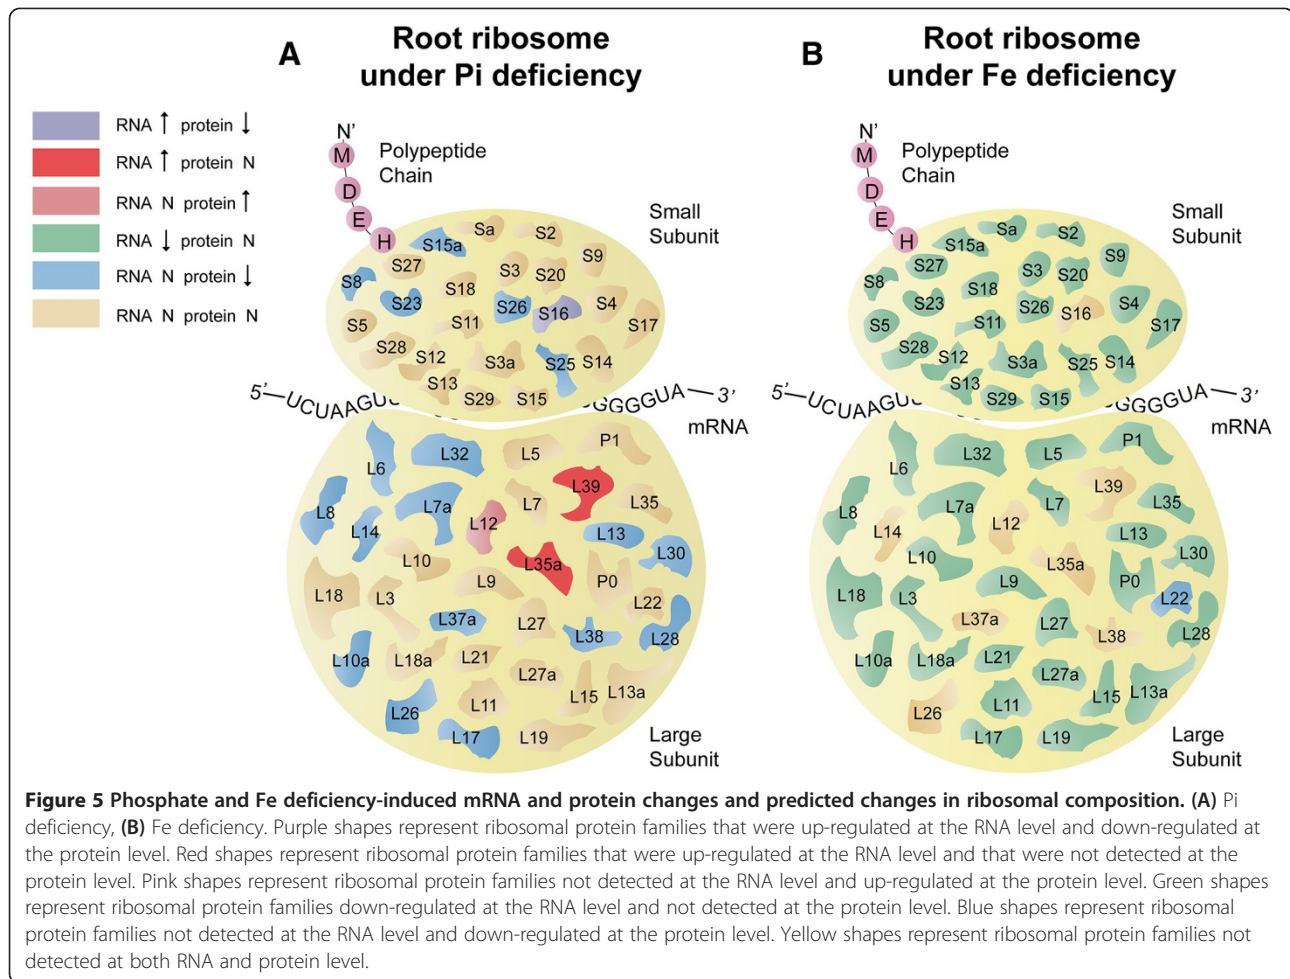 A
Root ribosome
under Pi deficiency
B
Root ribosome
under Fe deficiency
RNA ↑ protein ↓
RNA ↑ protein N
RNA N protein ↑
RNA ↓ protein N
RNA N protein ↓
RNA N protein N
N’
M
D
E
H
Polypeptide
Chain
Small
Subunit
Sa
S2
S15a
S9
S27
S3
S20
S8
S18
S23
S26
S16
S4
S17
S5
S11
S28
S12
S3a
S25
S14
S13
S29
S15
5’
UCUAAGU
GGGGUA
3’
mRNA
P1
L6
L32
L5
L39
L35
L8
L7a
L7
L14
L12
L13
L30
L10
L35a
L18
L3
L9
P0
L22
L37a
L27
L38
L28
L10a
L18a
L21
L27a
L15
L13a
L26
L11
L17
L19
Large
Subunit
N’
M
D
E
H
Polypeptide
Chain
Small
Subunit
Sa
S2
S15a
S9
S27
S3
S20
S8
S18
S23
S26
S16
S4
S17
S5
S11
S28
S12
S3a
S25
S14
S13
S29
S15
5’
UCUAAGU
GGGGUA
3’
mRNA
P1
L6
L32
L5
L39
L35
L8
L7a
L7
L14
L12
L13
L30
L10
L35a
L18
L3
L9
P0
L22
L37a
L27
L38
L28
L10a
L18a
L21
L27a
L15
L13a
L26
L11
L17
L19
Large
Subunit
Figure 5 Phosphate and Fe deficiency-induced mRNA and protein changes and predicted changes in ribosomal composition. (A) Pi
deficiency, (B) Fe deficiency. Purple shapes represent ribosomal protein families that were up-regulated at the RNA level and down-regulated at
the protein level. Red shapes represent ribosomal protein families that were up-regulated at the RNA level and that were not detected at the
protein level. Pink shapes represent ribosomal protein families not detected at the RNA level and up-regulated at the protein level. Green shapes
represent ribosomal protein families down-regulated at the RNA level and not detected at the protein level. Blue shapes represent ribosomal
protein families not detected at the RNA level and down-regulated at the protein level. Yellow shapes represent ribosomal protein families not
detected at both RNA and protein level.